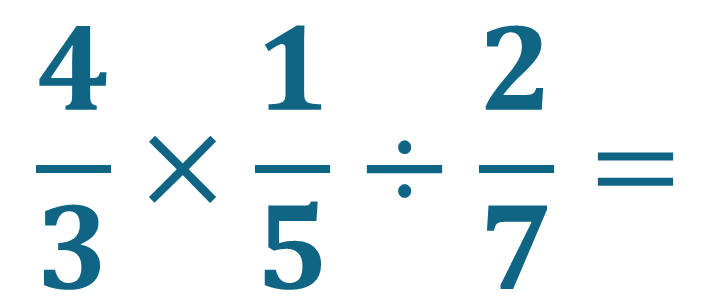 4/3 × 1/5 ÷ 2/7 =